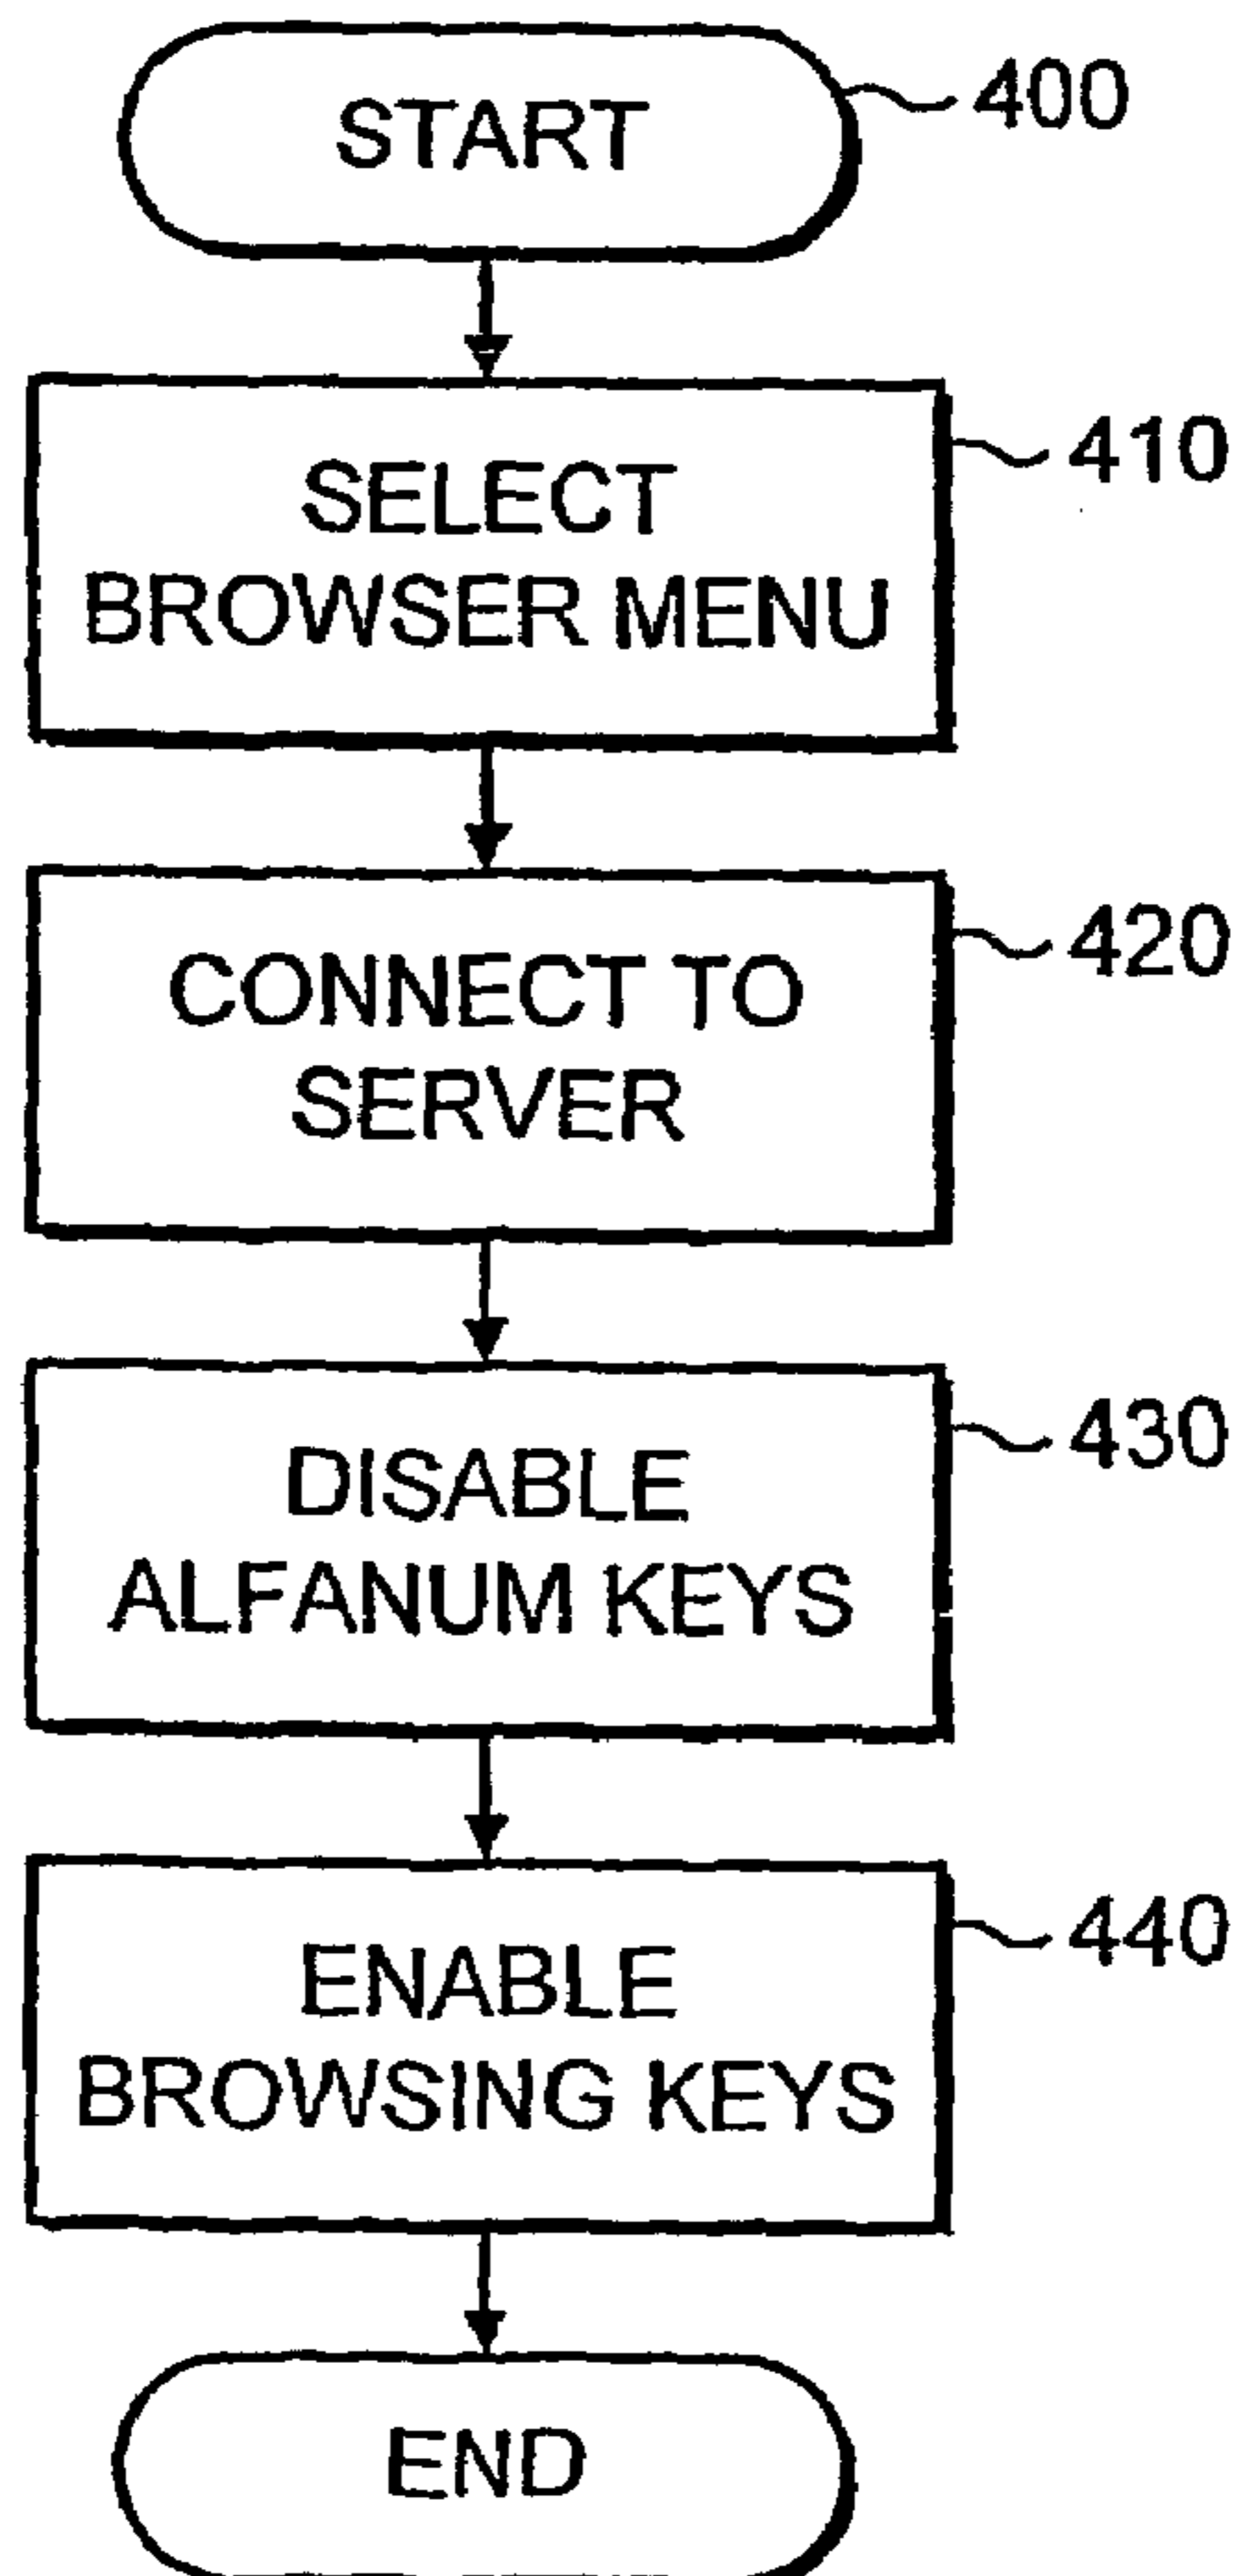 START
400
SELECT
BROWSER MENU
410
CONNECT TO
SERVER
420
DISABLE
ALFANUM KEYS
430
ENABLE
BROWSING KEYS
440
END